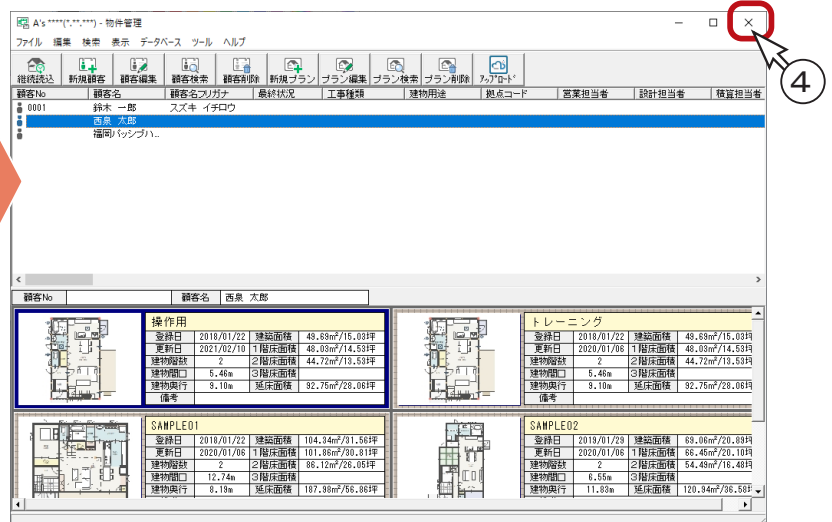 A's ****(*.**.***) - 物件管理
ファイル 編集 検索 表示 データベース ツール ヘルプ
継続読込 新規顧客 顧客編集 顧客検索 顧客削除 新規プラン プラン編集 プラン検索 プラン削除 アップロード
顧客No 顧客名 顧客名フリガナ 最終状況 工事種類 建物用途 拠点コード 営業担当者 設計担当者 積算担当者
0001 鈴木 一郎 スズキ イチロウ
西泉 太郎
福岡パッシブハ…
④
顧客No 顧客名 西泉 太郎
操作用
登録日 2018/01/22 建築面積 49.69m²/15.03坪
更新日 2021/02/10 1階床面積 48.03m²/14.53坪
建物階数 2 2階床面積 44.72m²/13.53坪
建物間口 5.46m 3階床面積
建物奥行 9.10m 延床面積 92.75m²/28.06坪
備考
トレーニング
登録日 2018/01/22 建築面積 49.69m²/15.03坪
更新日 2020/01/06 1階床面積 48.03m²/14.53坪
建物階数 2 2階床面積 44.72m²/13.53坪
建物間口 5.46m 3階床面積
建物奥行 9.10m 延床面積 92.75m²/28.06坪
備考
SAMPLE01
登録日 2018/01/22 建築面積 104.34m²/31.56坪
更新日 2020/01/06 1階床面積 101.86m²/30.81坪
建物階数 2 2階床面積 86.12m²/26.05坪
建物間口 12.74m 3階床面積
建物奥行 8.19m 延床面積 187.98m²/56.86坪
SAMPLE02
登録日 2019/01/29 建築面積 69.06m²/20.89坪
更新日 2020/01/06 1階床面積 66.45m²/20.10坪
建物階数 2 2階床面積 54.49m²/16.48坪
建物間口 6.55m 3階床面積
建物奥行 11.83m 延床面積 120.94m²/36.58坪